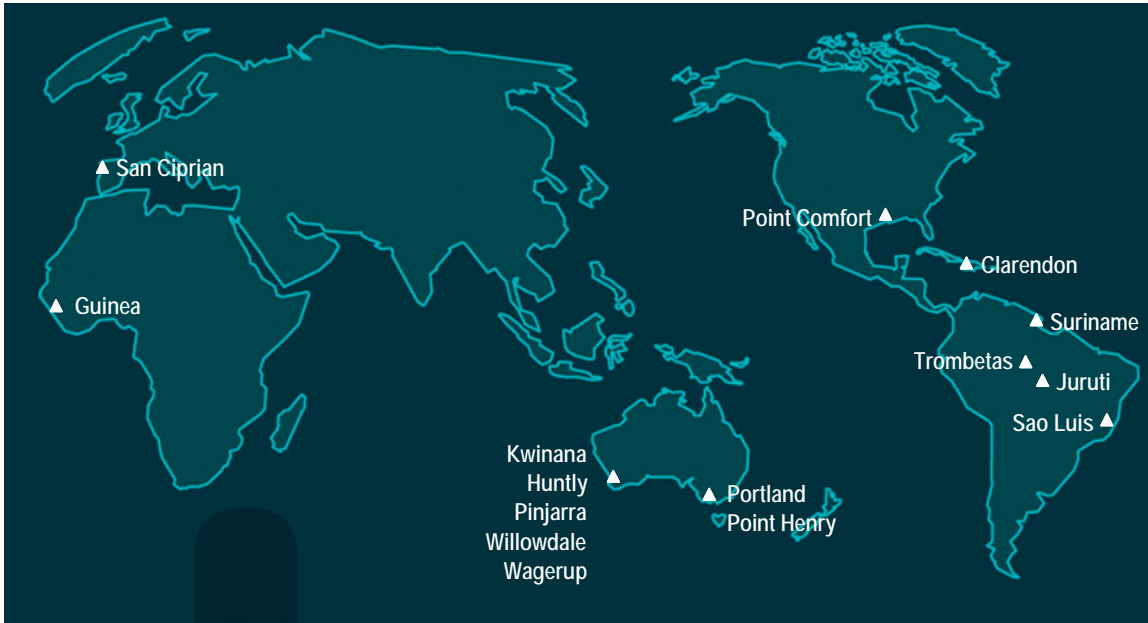 San Ciprian
Point Comfort
Clarendon
Guinea
Suriname
Trombetas
Juruti
Sao Luis
Kwinana
Huntly
Pinjarra
Willowdale
Wagerup
Portland
Point Henry